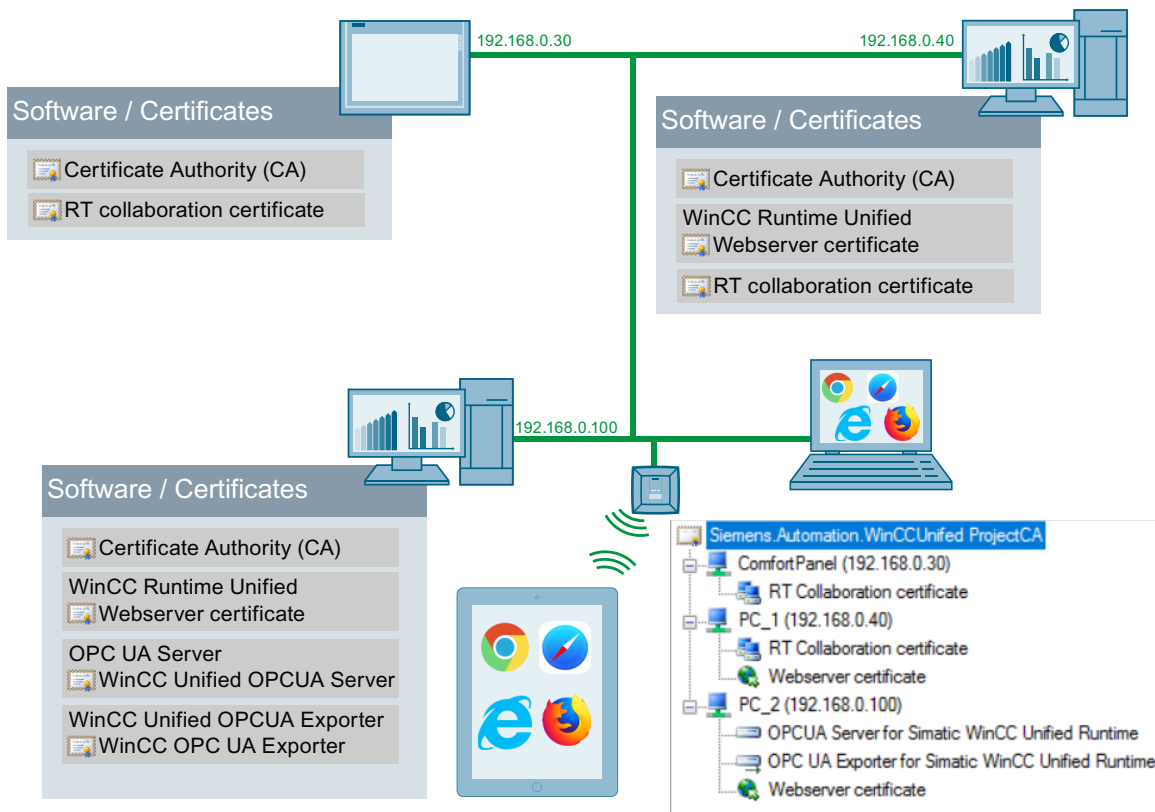 192.168.0.30
192.168.0.40
Software / Certificates
Certificate Authority (CA)
RT collaboration certificate
Software / Certificates
Certificate Authority (CA)
WinCC Runtime Unified
Webserver certificate
RT collaboration certificate
192.168.0.100
Software / Certificates
Certificate Authority (CA)
WinCC Runtime Unified
Webserver certificate
OPC UA Server
WinCC Unified OPCUA Server
WinCC Unified OPCUA Exporter
WinCC OPC UA Exporter
Siemens.Automation.WinCCUnifed ProjectCA
ComfortPanel (192.168.0.30)
RT Collaboration certificate
PC_1 (192.168.0.40)
RT Collaboration certificate
Webserver certificate
PC_2 (192.168.0.100)
OPCUA Server for Simatic WinCC Unified Runtime
OPC UA Exporter for Simatic WinCC Unified Runtime
Webserver certificate